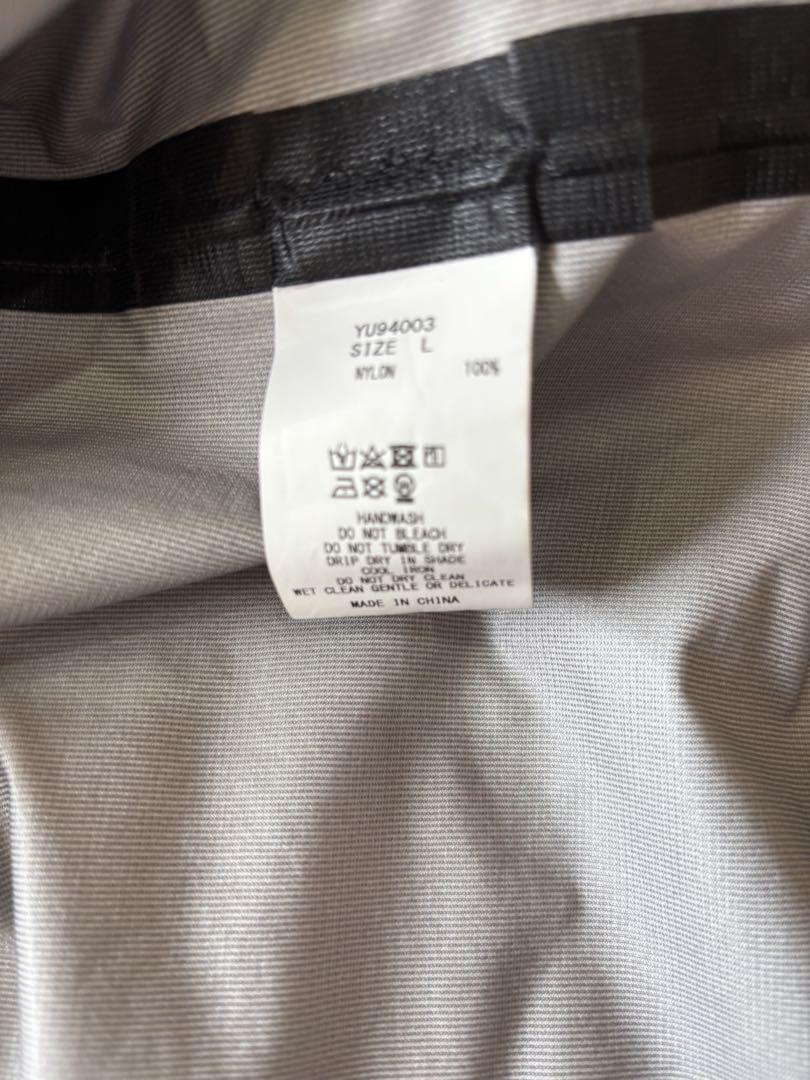 YU94003
SIZE L
NYLON 100%
HANDWASH
DO NOT BLEACH
DO NOT TUMBLE DRY
DRIP DRY IN SHADE
COOL IRON
DO NOT DRY CLEAN
WET CLEAN GENTLE OR DELICATE
MADE IN CHINA